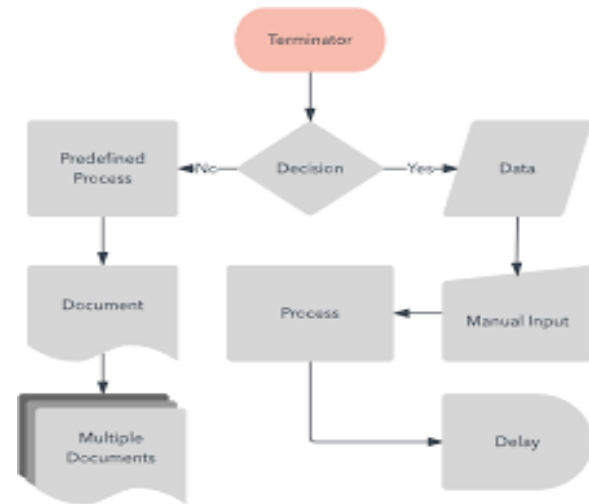 Terminator
Predefined
Process
No
Decision
Yes
Data
Document
Process
Manual Input
Multiple
Documents
Delay